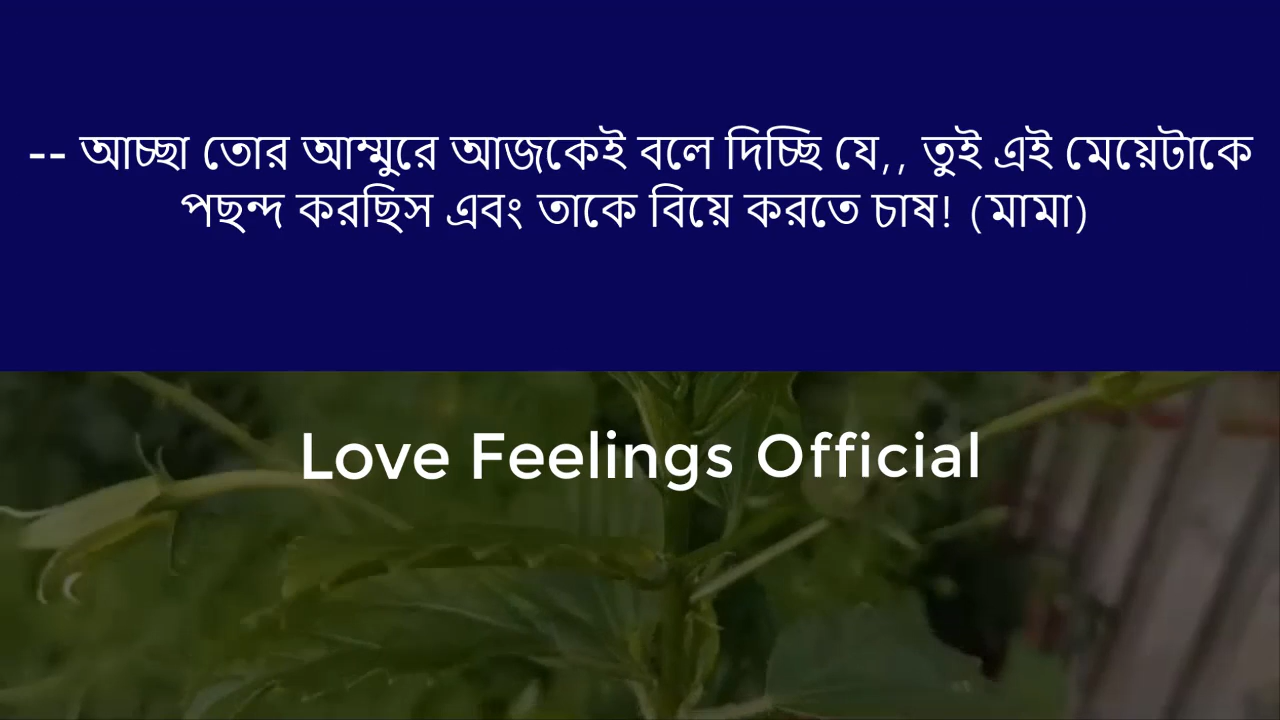 -- আচ্ছা তোর আম্মুরে আজকেই বলে দিচ্ছি যে,, তুই এই মেয়েটাকে
পছন্দ করছিস এবং তাকে বিয়ে করতে চাষ! (মামা)
Love Feelings Official